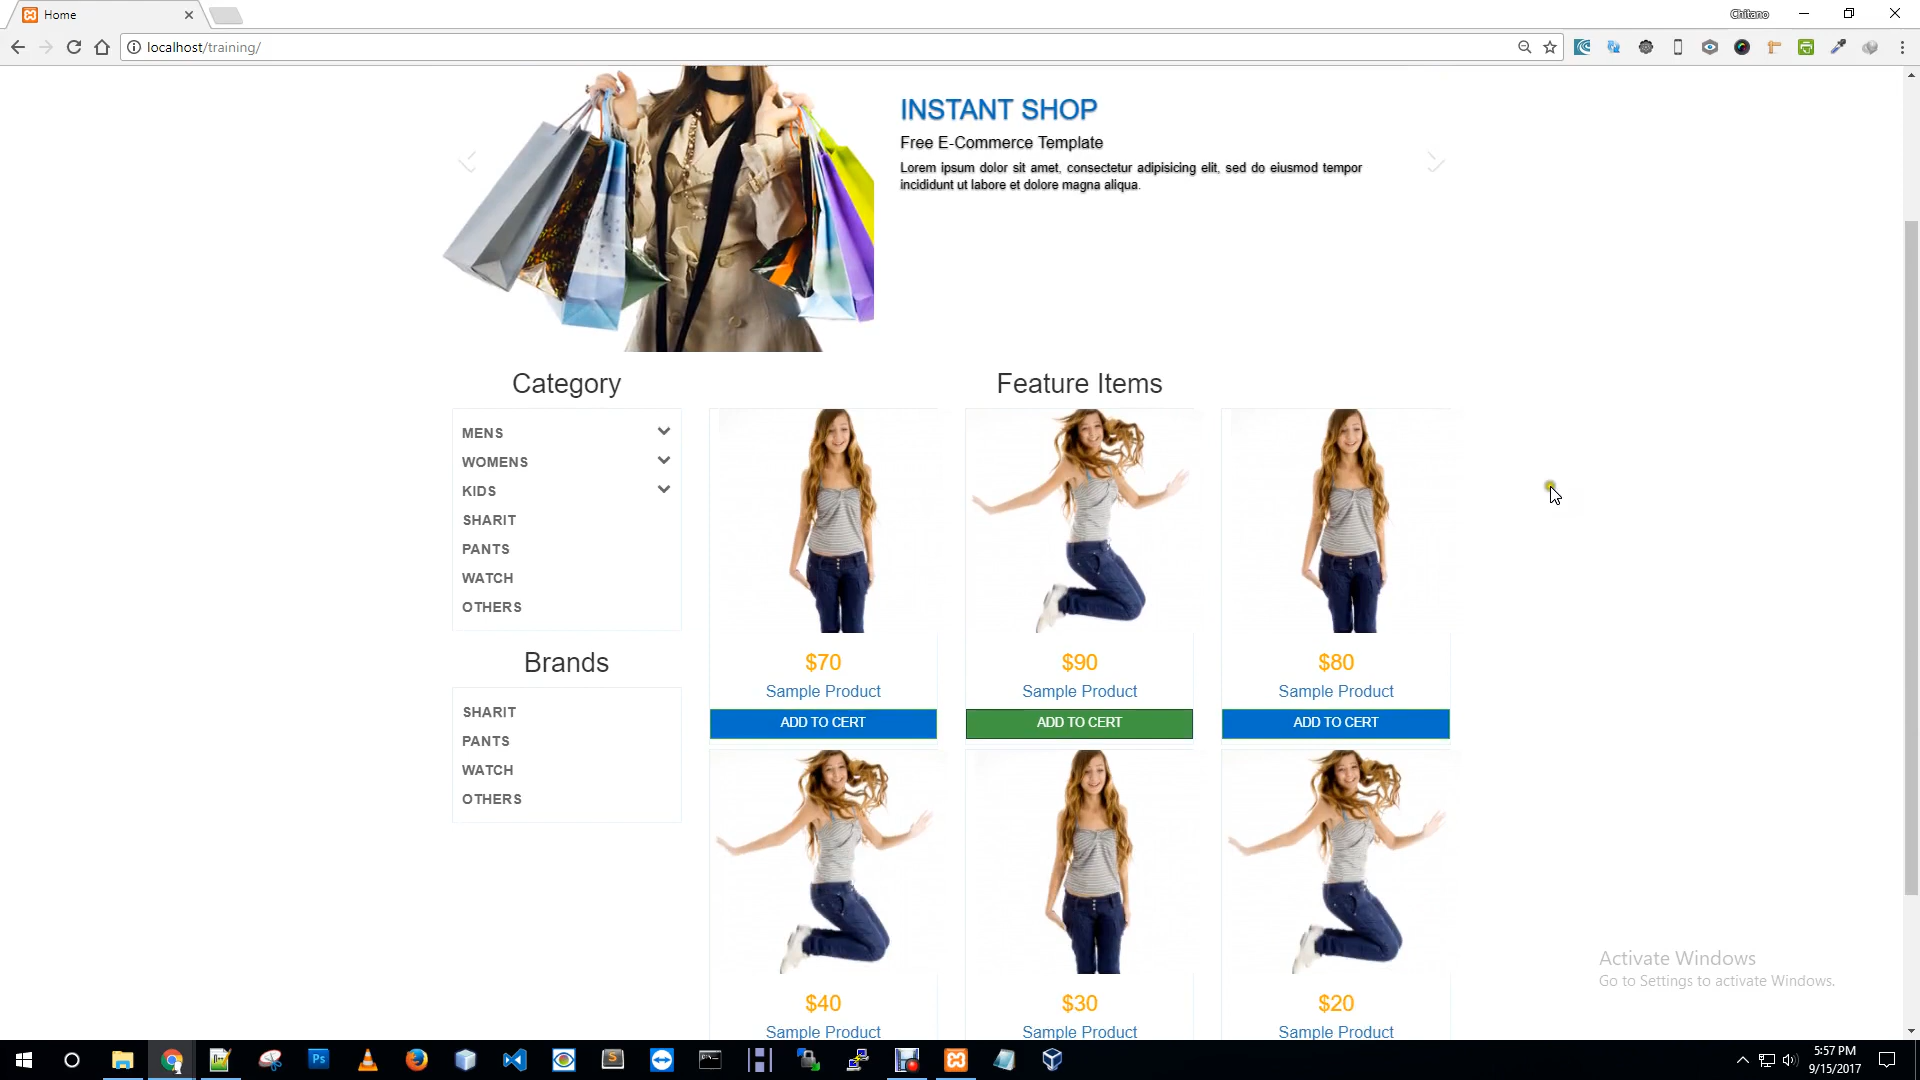 Home
Chitano
localhost/training/
INSTANT SHOP
Free E-Commerce Template
Lorem ipsum dolor sit amet, consectetur adipisicing elit, sed do eiusmod tempor
incididunt ut labore et dolore magna aliqua.
Category
Feature Items
MENS
WOMENS
KIDS
SHARIT
PANTS
WATCH
OTHERS
Brands
SHARIT
PANTS
WATCH
OTHERS
$70
$90
$80
Sample Product
Sample Product
Sample Product
ADD TO CERT
ADD TO CERT
ADD TO CERT
$40
$30
$20
Sample Product
Sample Product
Sample Product
Activate Windows
Go to Settings to activate Windows.
Ps
5:57 PM
9/15/2017